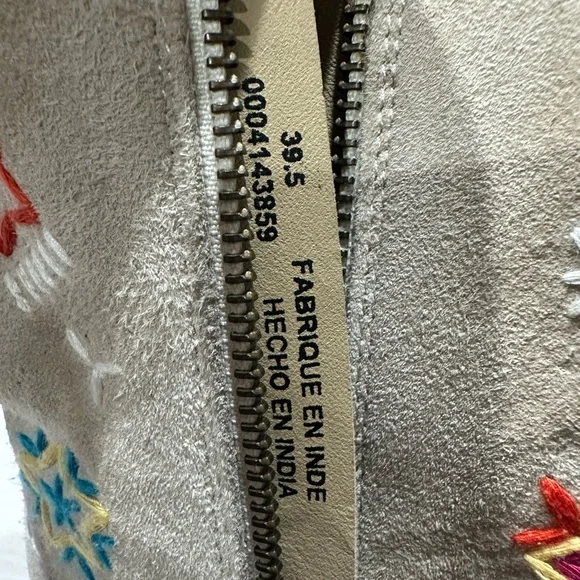 39.5
0004143859
FABRIQUE EN INDE
HECHO EN INDIA